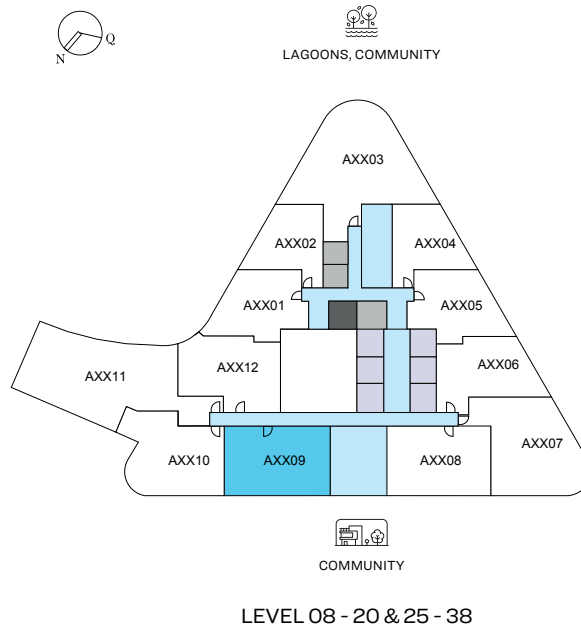 N
Q
LAGOONS, COMMUNITY
AXX03
AXX02
AXX04
AXX01
AXX05
AXX11
AXX12
AXX06
AXX07
AXX10
AXX09
AXX08
COMMUNITY
LEVEL 08 - 20 & 25 - 38